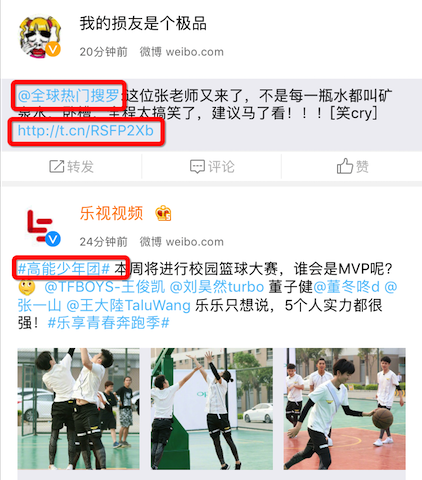 我的损友是个极品
20分钟前 微博 weibo.com
@全球热门搜罗:这位张老师又来了，不是每一瓶水都叫矿
泉水，卧槽，全程太搞笑了，建议马了看！！！[笑cry]
http://t.cn/RSFP2Xb
转发 评论 赞
乐视视频
24分钟前 微博 weibo.com
#高能少年团# 本周将进行校园篮球大赛，谁会是MVP呢？
@TFBOYS-王俊凯 @刘昊然turbo 董子健@董冬咚d @
张一山 @王大陸TaluWang 乐乐只想说，5个人实力都很
强！#乐享青春奔跑季#